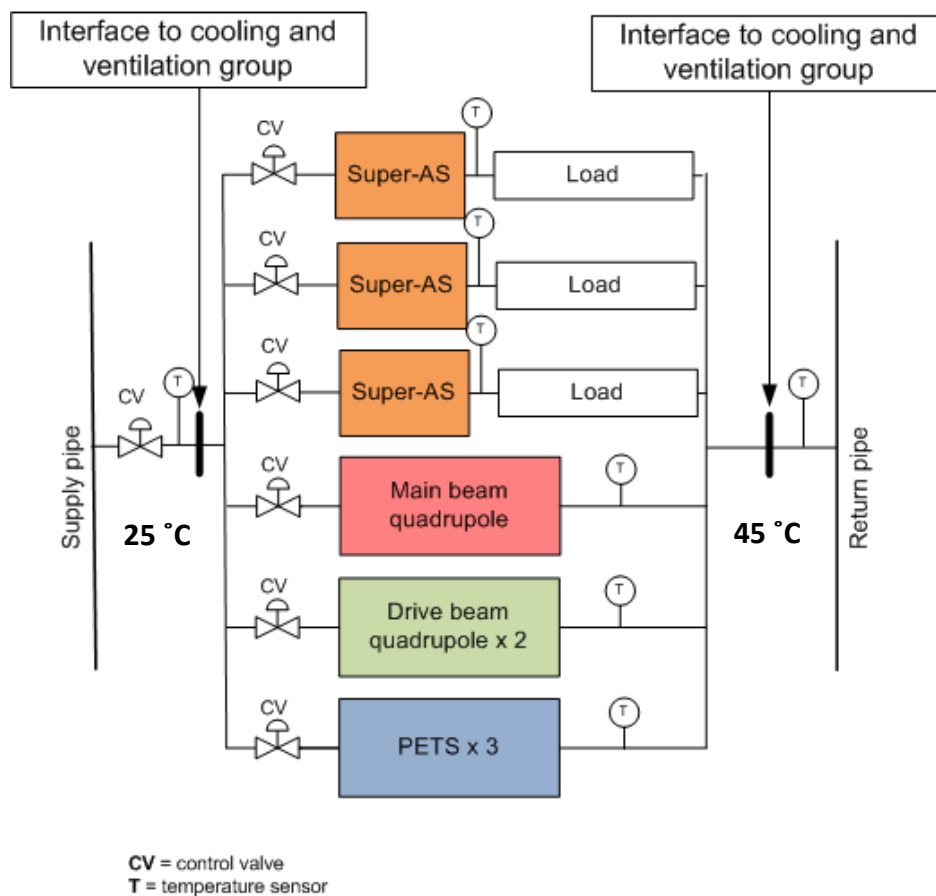 Interface to cooling and
ventilation group
Interface to cooling and
ventilation group
CV
T
Super-AS
Load
CV
T
Super-AS
Load
CV
T
Super-AS
Load
CV
T
T
Supply pipe
25 °C
CV
Main beam
quadrupole
T
45 °C
Return pipe
CV
Drive beam
quadrupole x 2
T
CV
PETS x 3
T
CV = control valve
T = temperature sensor